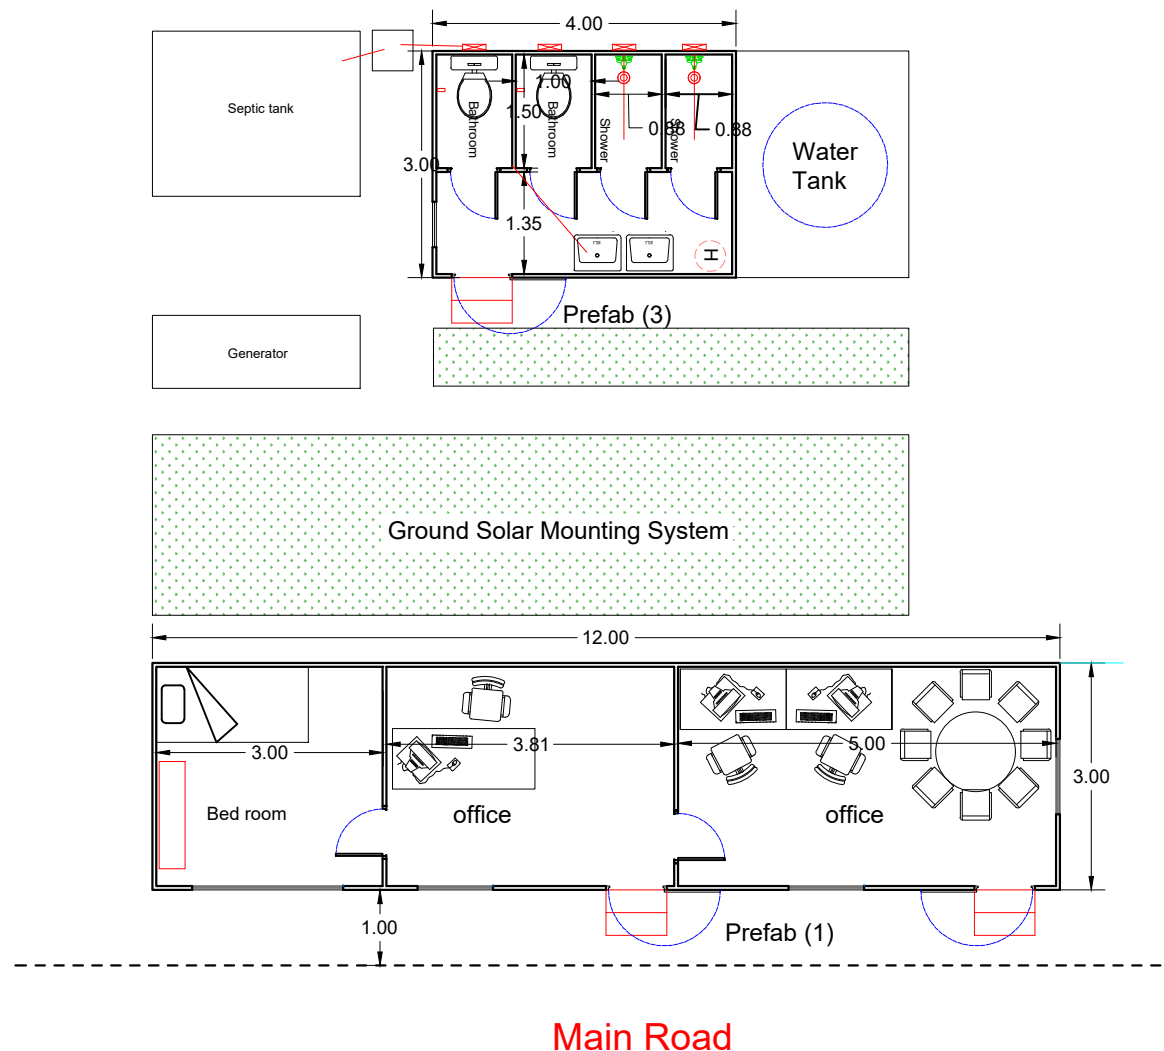 4.00
Septic tank
1.00
1.50
Bathroom
Bathroom
Shower
Shower
0.88
0.88
3.00
Water
Tank
1.35
H
Prefab (3)
Generator
Ground Solar Mounting System
12.00
3.00
3.81
5.00
3.00
Bed room
office
office
1.00
Prefab (1)
Main Road